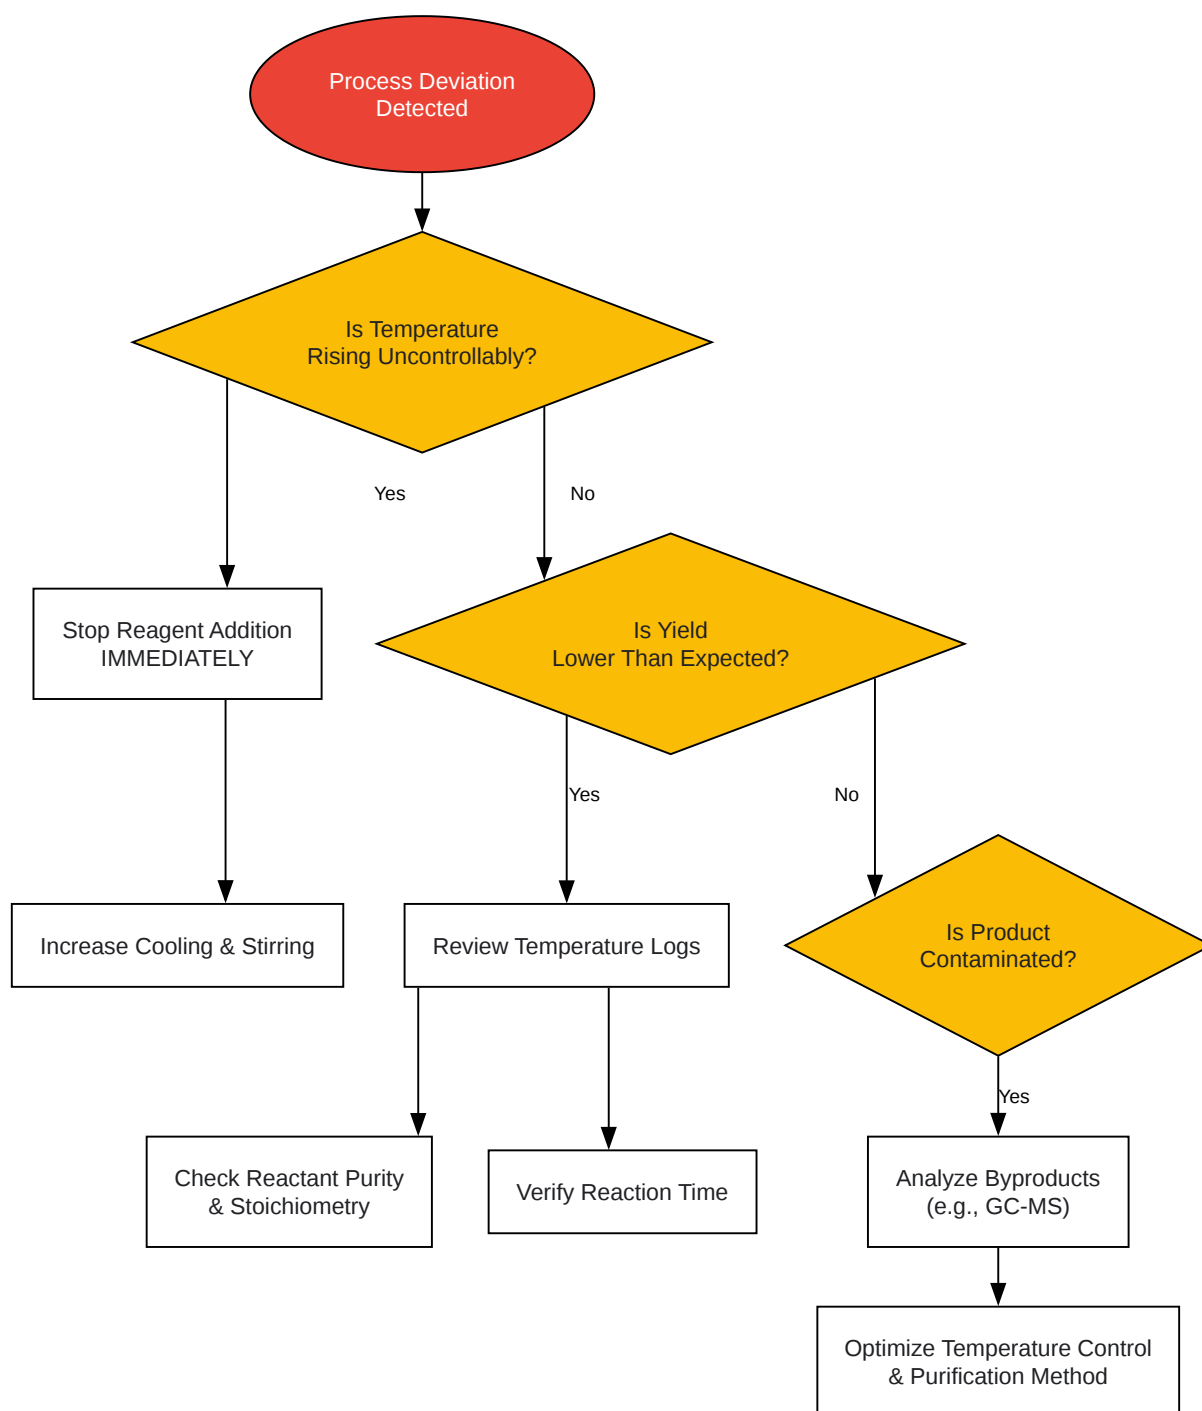 Process Deviation
Detected
Is Temperature
Rising Uncontrollably?
Yes
No
Stop Reagent Addition
IMMEDIATELY
Is Yield
Lower Than Expected?
Yes
No
Increase Cooling & Stirring
Review Temperature Logs
Is Product
Contaminated?
Yes
Check Reactant Purity
& Stoichiometry
Verify Reaction Time
Analyze Byproducts
(e.g., GC-MS)
Optimize Temperature Control
& Purification Method